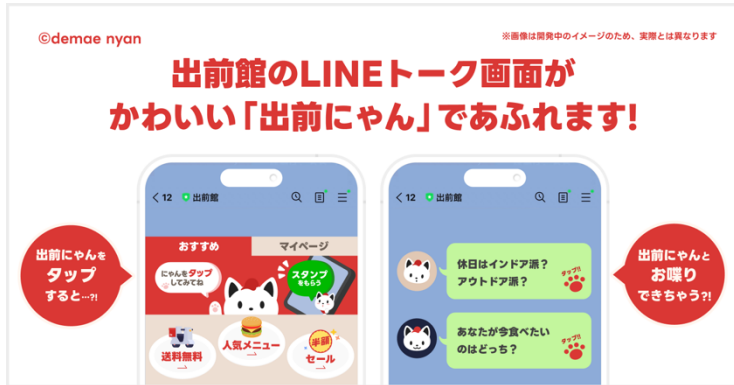 ©demae nyan
※画像は開発中のイメージのため、実際とは異なります
出前館のLINEトーク画面が
かわいい「出前にゃん」であふれます!
出前にゃんを
タップ
すると…?!
12 出前館
おすすめ
マイページ
にゃんをタップ
してみてね
スタンプ
をもらう
送料無料
人気メニュー
半額
セール
12 出前館
休日はインドア派?
アウトドア派?
タップ!!
あなたが今食べたい
のはどっち?
タップ!!
出前にゃんと
お喋り
できちゃう?!